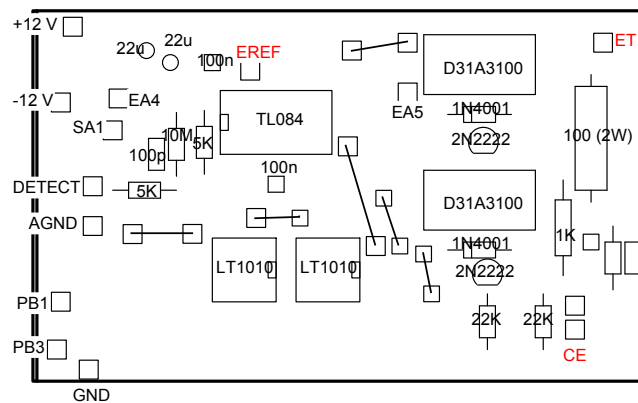 +12 V
22u
22u
EREF
100n
ET
D31A3100
-12 V
EA4
EA5
1N4001
SA1
10M
5K
TL084
2N2222
100 (2W)
100p
100n
DETECT
5K
D31A3100
AGND
1K
1N4001
LT1010
LT1010
2N2222
PB1
22K
22K
PB3
CE
GND